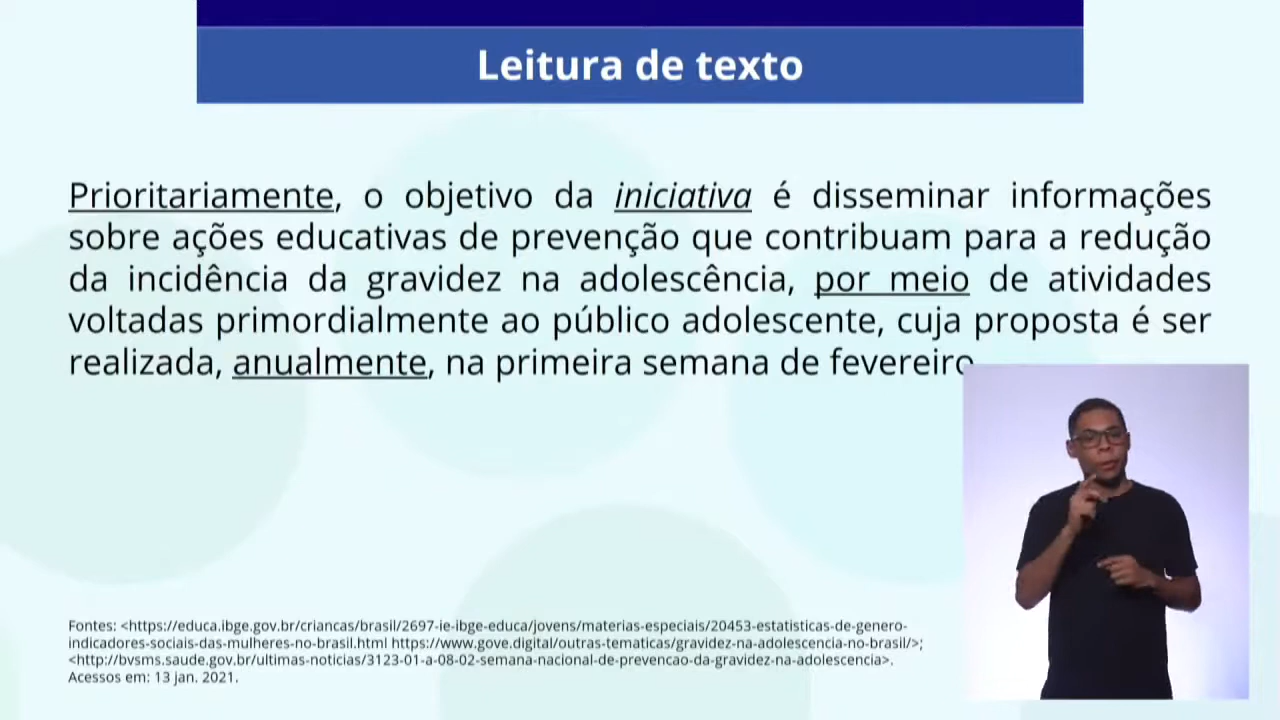 Leitura de texto
Prioritariamente, o objetivo da iniciativa é disseminar informações
sobre ações educativas de prevenção que contribuam para a redução
da incidência da gravidez na adolescência, por meio de atividades
voltadas primordialmente ao público adolescente, cuja proposta é ser
realizada, anualmente, na primeira semana de fevereiro
Fontes: <https://educa.ibge.gov.br/criancas/brasil/2697-ie-ibge-educa/jovens/materias-especiais/20453-estatisticas-de-genero-
indicadores-sociais-das-mulheres-no-brasil.html https://www.gove.digital/outras-tematicas/gravidez-na-adolescencia-no-brasil/>;
<http://bvsms.saude.gov.br/ultimas-noticias/3123-01-a-08-02-semana-nacional-de-prevencao-da-gravidez-na-adolescencia>.
Acessos em: 13 jan. 2021.